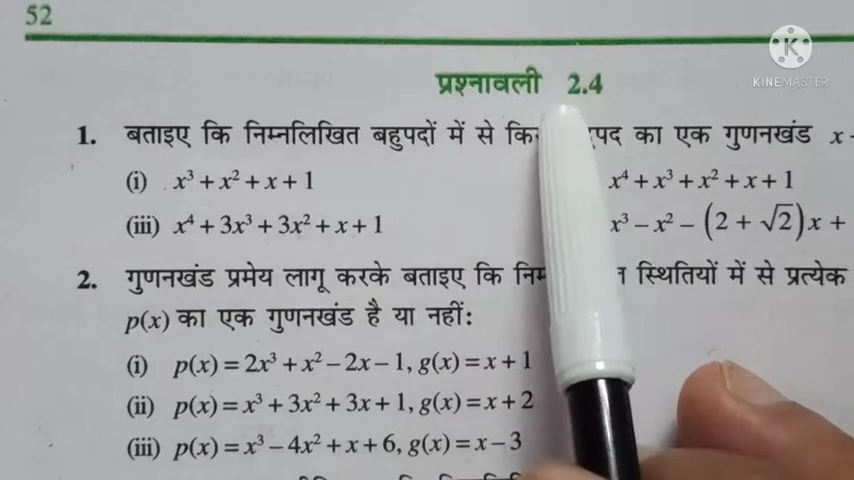 52
K
KINEMASTER
प्रश्नावली 2.4
1. बताइए कि निम्नलिखित बहुपदों में से का एक गुणनखंड x
(i) x³ + x² + x + 1 x⁴ + x³ + x² + x + 1
(iii) x⁴ + 3x³ + 3x² + x + 1 x³ – x² – (2 + √2)x +
2. गुणनखंड प्रमेय लागू करके बताइए कि स्थितियों में से प्रत्येक
p(x) का एक गुणनखंड है या नहीं:
(i) p(x) = 2x³ + x² – 2x – 1, g(x) = x + 1
(ii) p(x) = x³ + 3x² + 3x + 1, g(x) = x + 2
(iii) p(x) = x³ – 4x² + x + 6, g(x) = x – 3